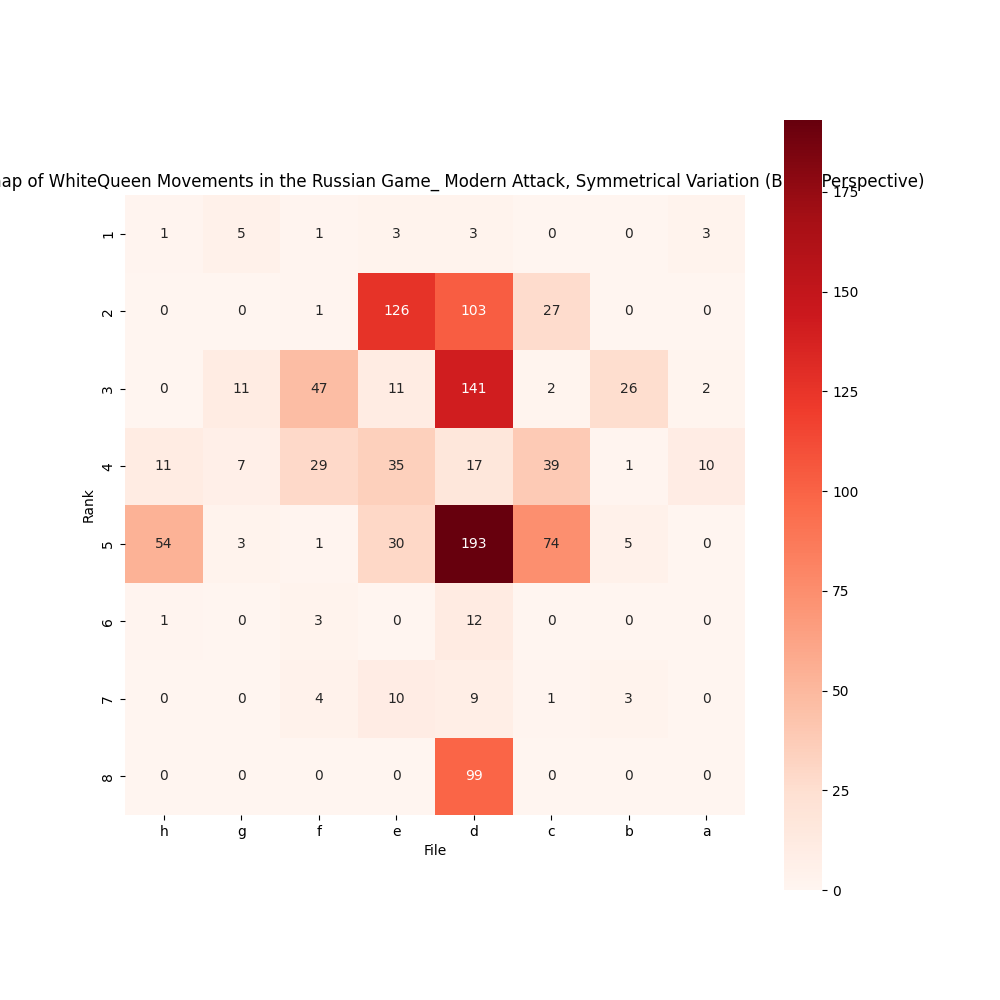 ap of WhiteQueen Movements in the Russian Game_ Modern Attack, Symmetrical Variation (B Perspective)
1 1 5 1 3 3 0 0 3
2 0 0 1 126 103 27 0 0
3 0 11 47 11 141 2 26 2
4 11 7 29 35 17 39 1 10
5 54 3 1 30 193 74 5 0
6 1 0 3 0 12 0 0 0
7 0 0 4 10 9 1 3 0
8 0 0 0 0 99 0 0 0
h g f e d c b a
File
Rank
175
150
125
100
75
50
25
0